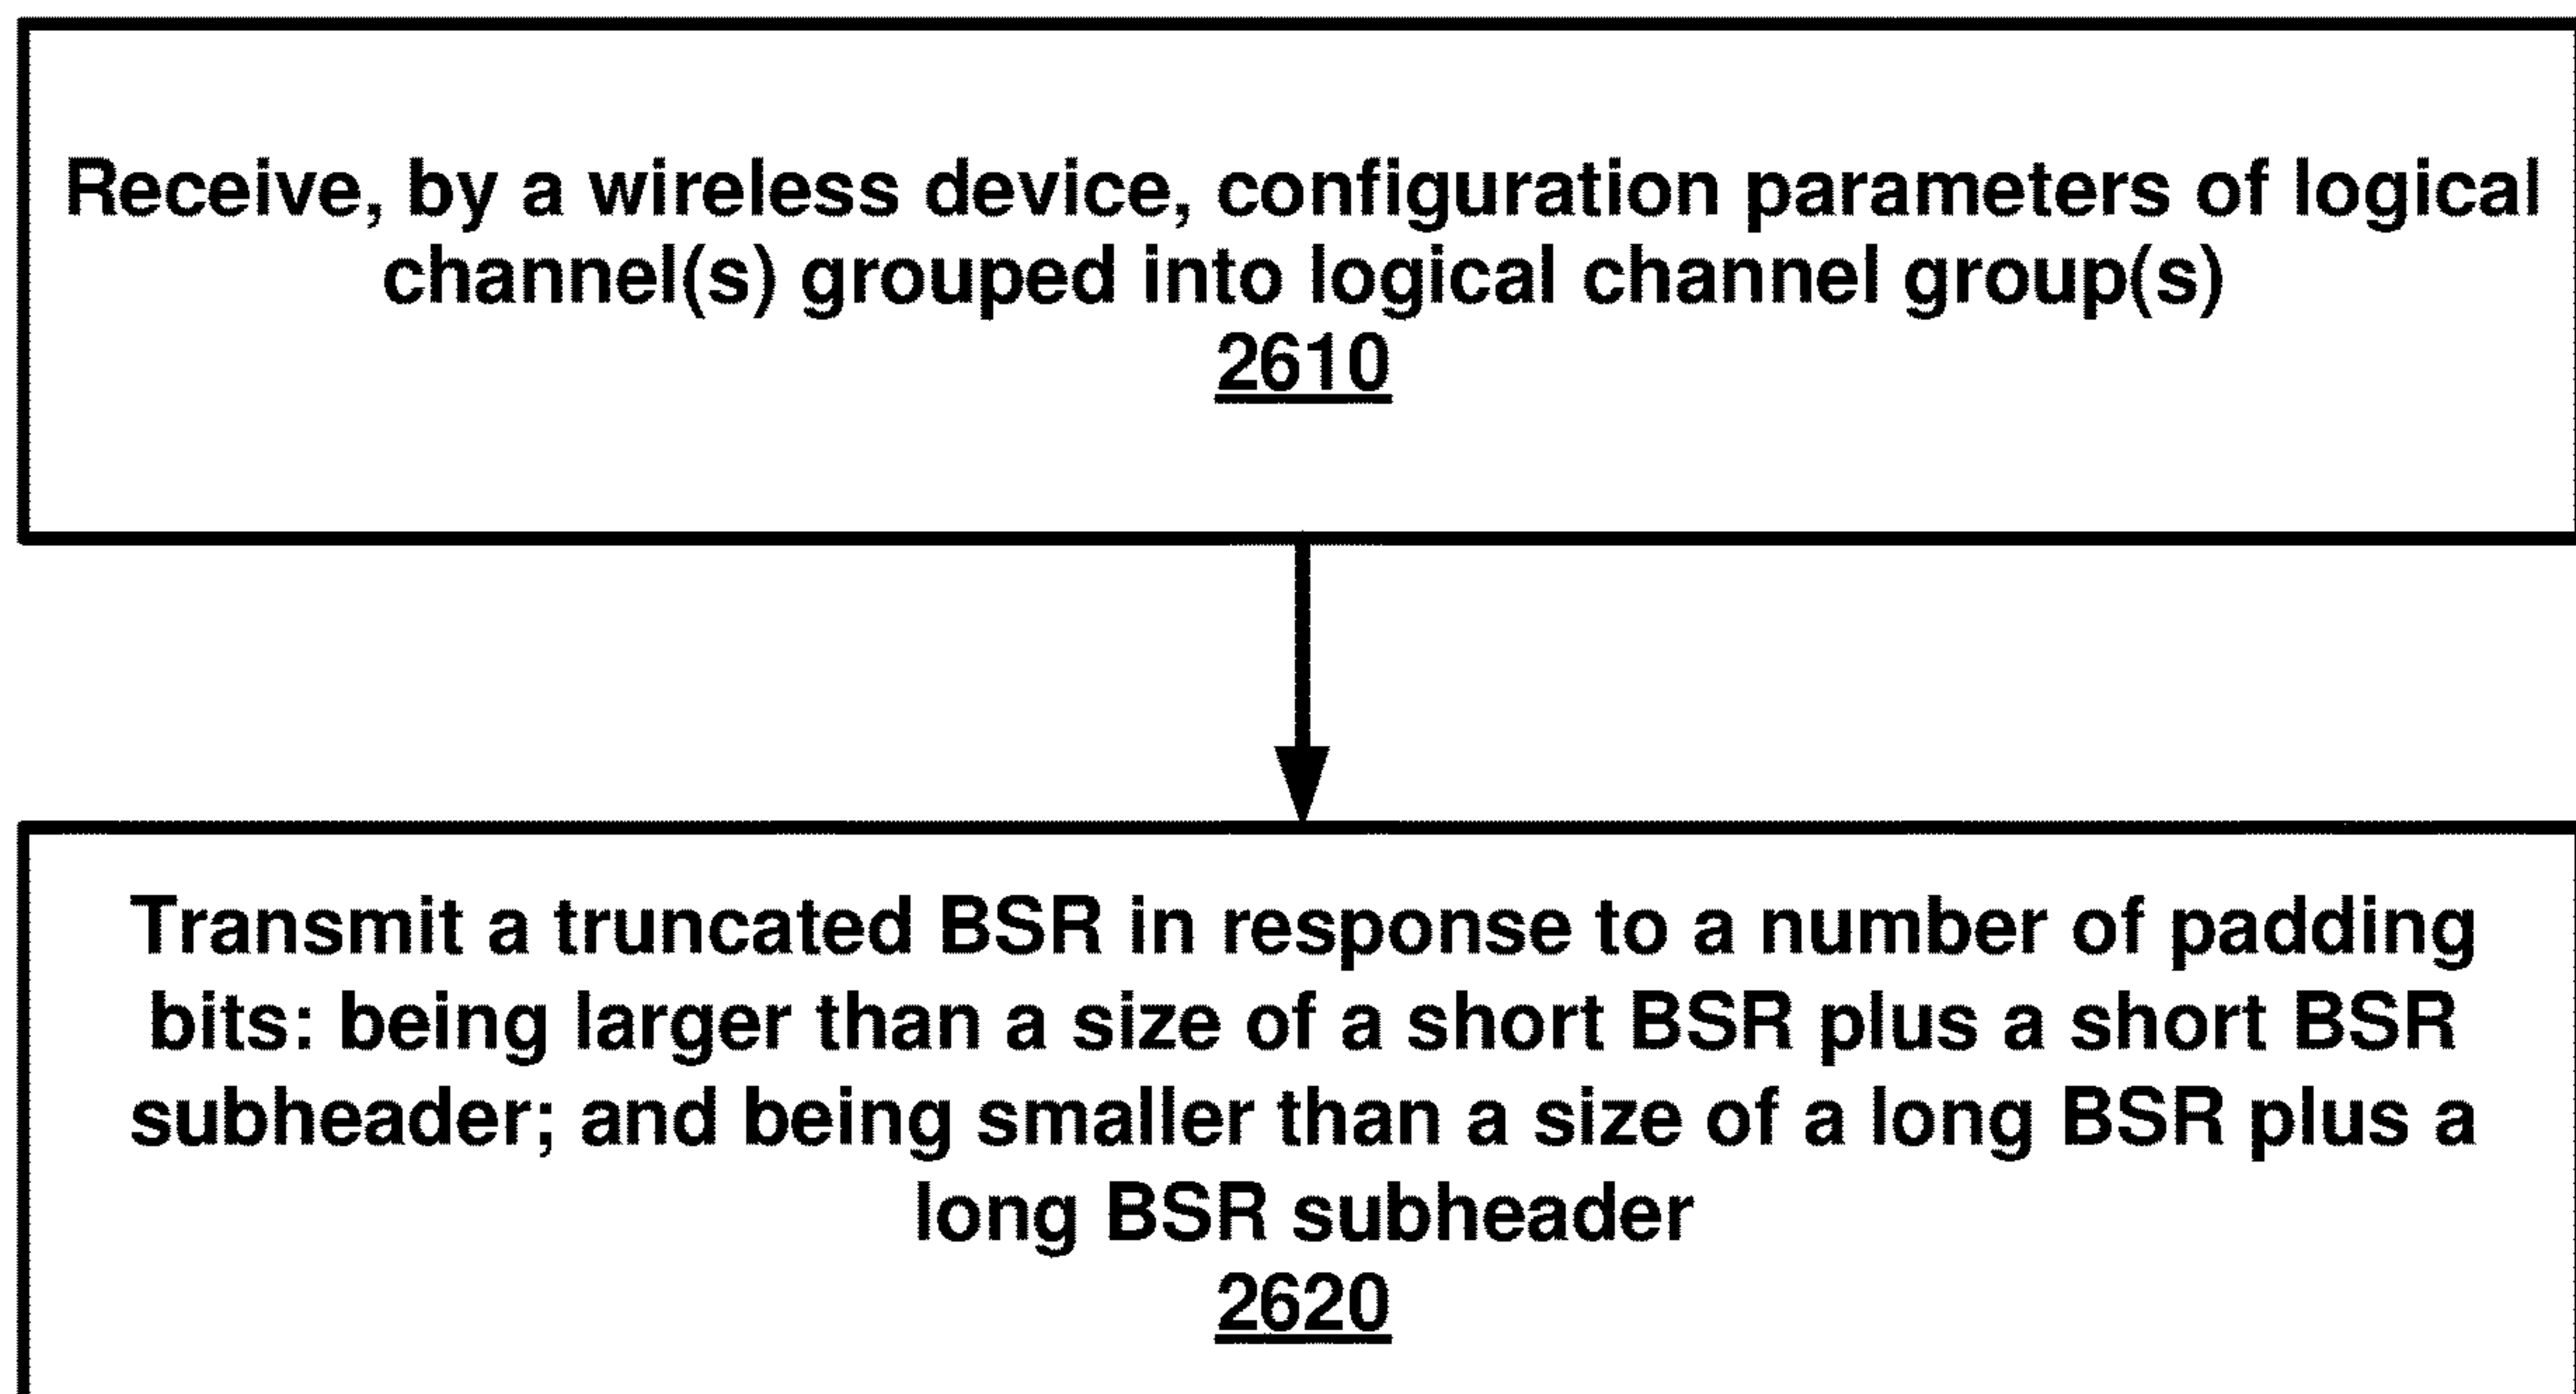 Receive, by a wireless device, configuration parameters of logical
channel(s) grouped into logical channel group(s)
2610
Transmit a truncated BSR in response to a number of padding
bits: being larger than a size of a short BSR plus a short BSR
subheader; and being smaller than a size of a long BSR plus a
long BSR subheader
2620